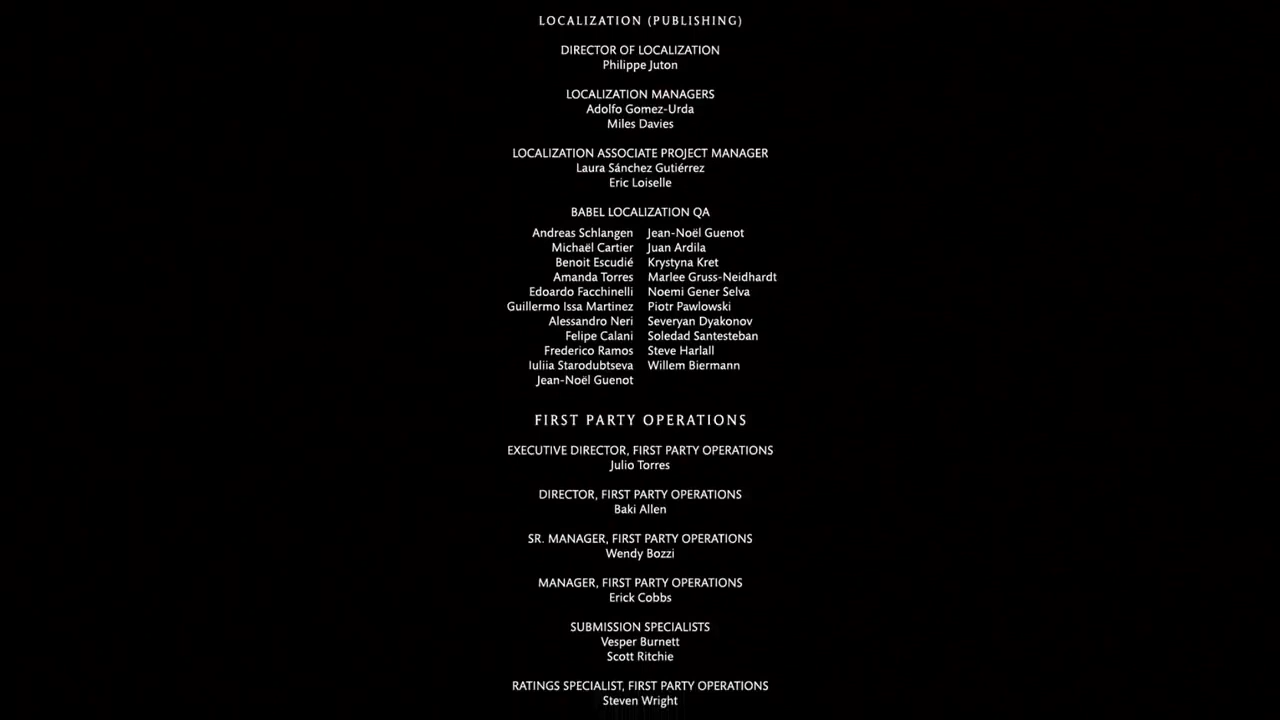 LOCALIZATION (PUBLISHING)
DIRECTOR OF LOCALIZATION
Philippe Juton
LOCALIZATION MANAGERS
Adolfo Gomez-Urda
Miles Davies
LOCALIZATION ASSOCIATE PROJECT MANAGER
Laura Sánchez Gutiérrez
Eric Loiselle
BABEL LOCALIZATION QA
Andreas Schlangen Jean-Noël Guenot
Michaël Cartier Juan Ardila
Benoit Escudié Krystyna Kret
Amanda Torres Marlee Gruss-Neidhardt
Edoardo Facchinelli Noemi Gener Selva
Guillermo Issa Martinez Piotr Pawlowski
Alessandro Neri Severyan Dyakonov
Felipe Calani Soledad Santesteban
Frederico Ramos Steve Harlall
Iuliia Starodubtseva Willem Biermann
Jean-Noël Guenot
FIRST PARTY OPERATIONS
EXECUTIVE DIRECTOR, FIRST PARTY OPERATIONS
Julio Torres
DIRECTOR, FIRST PARTY OPERATIONS
Baki Allen
SR. MANAGER, FIRST PARTY OPERATIONS
Wendy Bozzi
MANAGER, FIRST PARTY OPERATIONS
Erick Cobbs
SUBMISSION SPECIALISTS
Vesper Burnett
Scott Ritchie
RATINGS SPECIALIST, FIRST PARTY OPERATIONS
Steven Wright